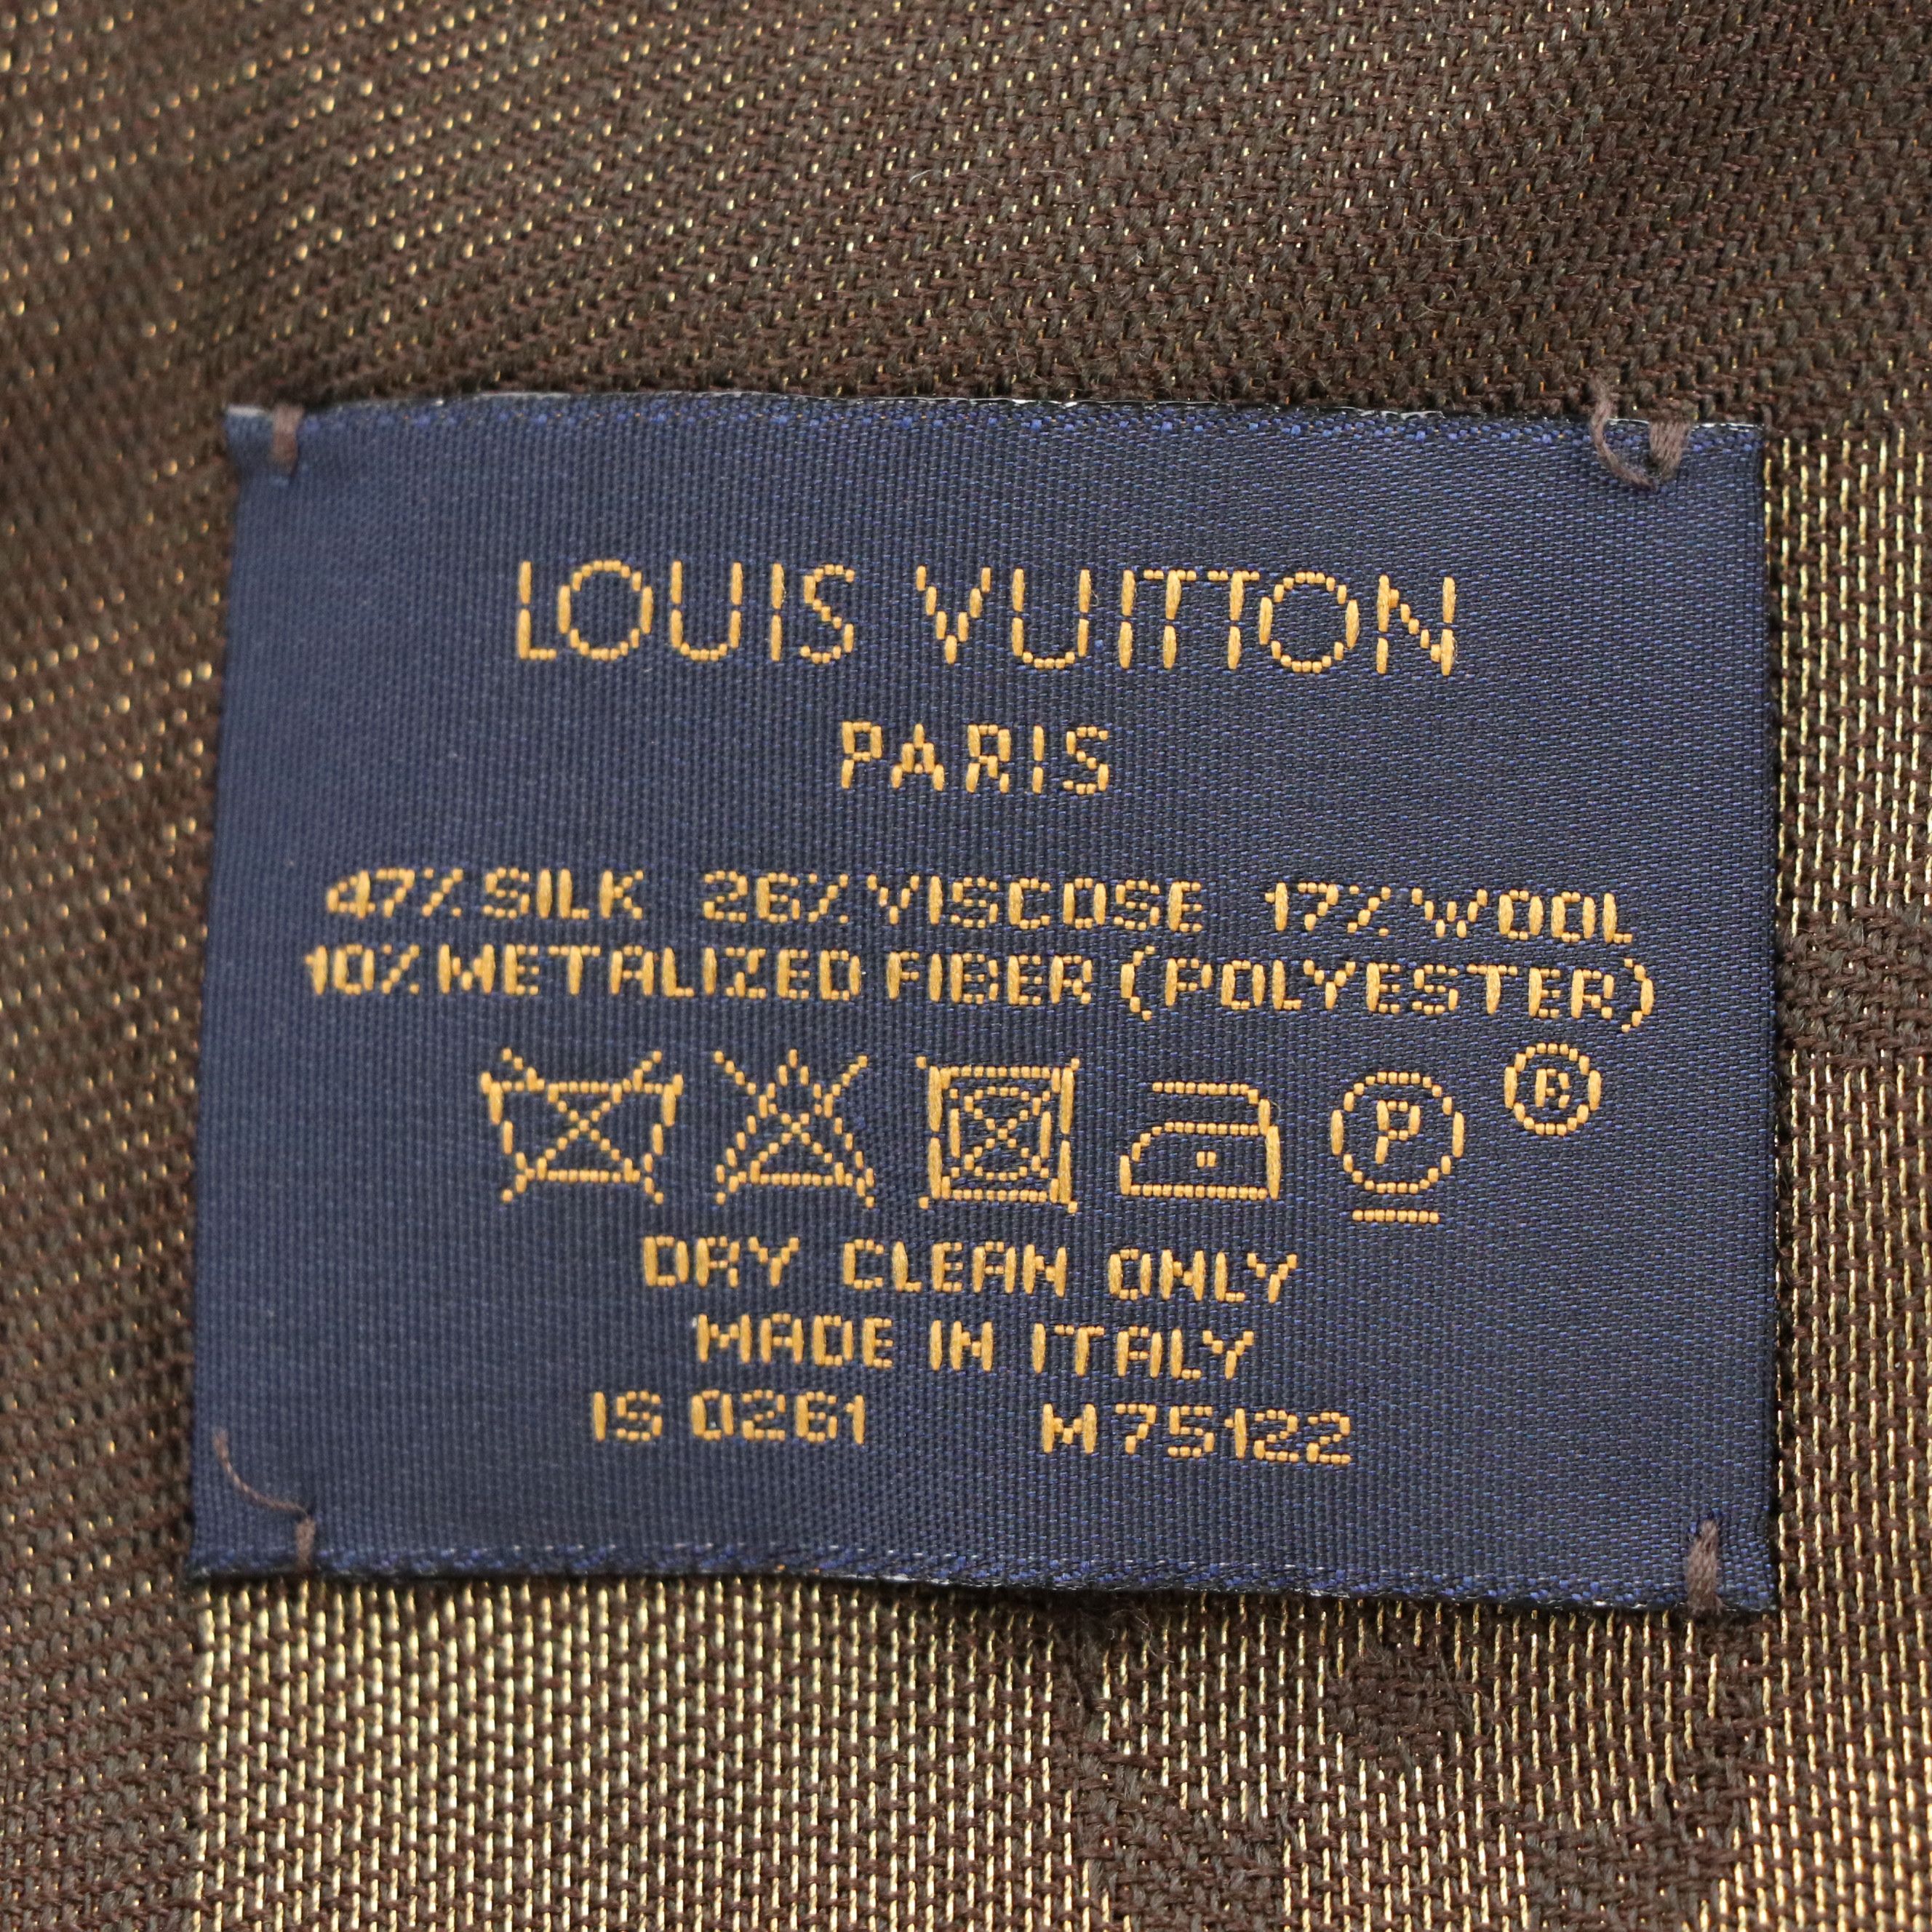 LOUIS VUITTON
PARIS
47% SILK 26% VISCOSE 17% WOOL
10% METALIZED FIBER (POLYESTER)
P ®
DRY CLEAN ONLY
MADE IN ITALY
IS 0261 M75122